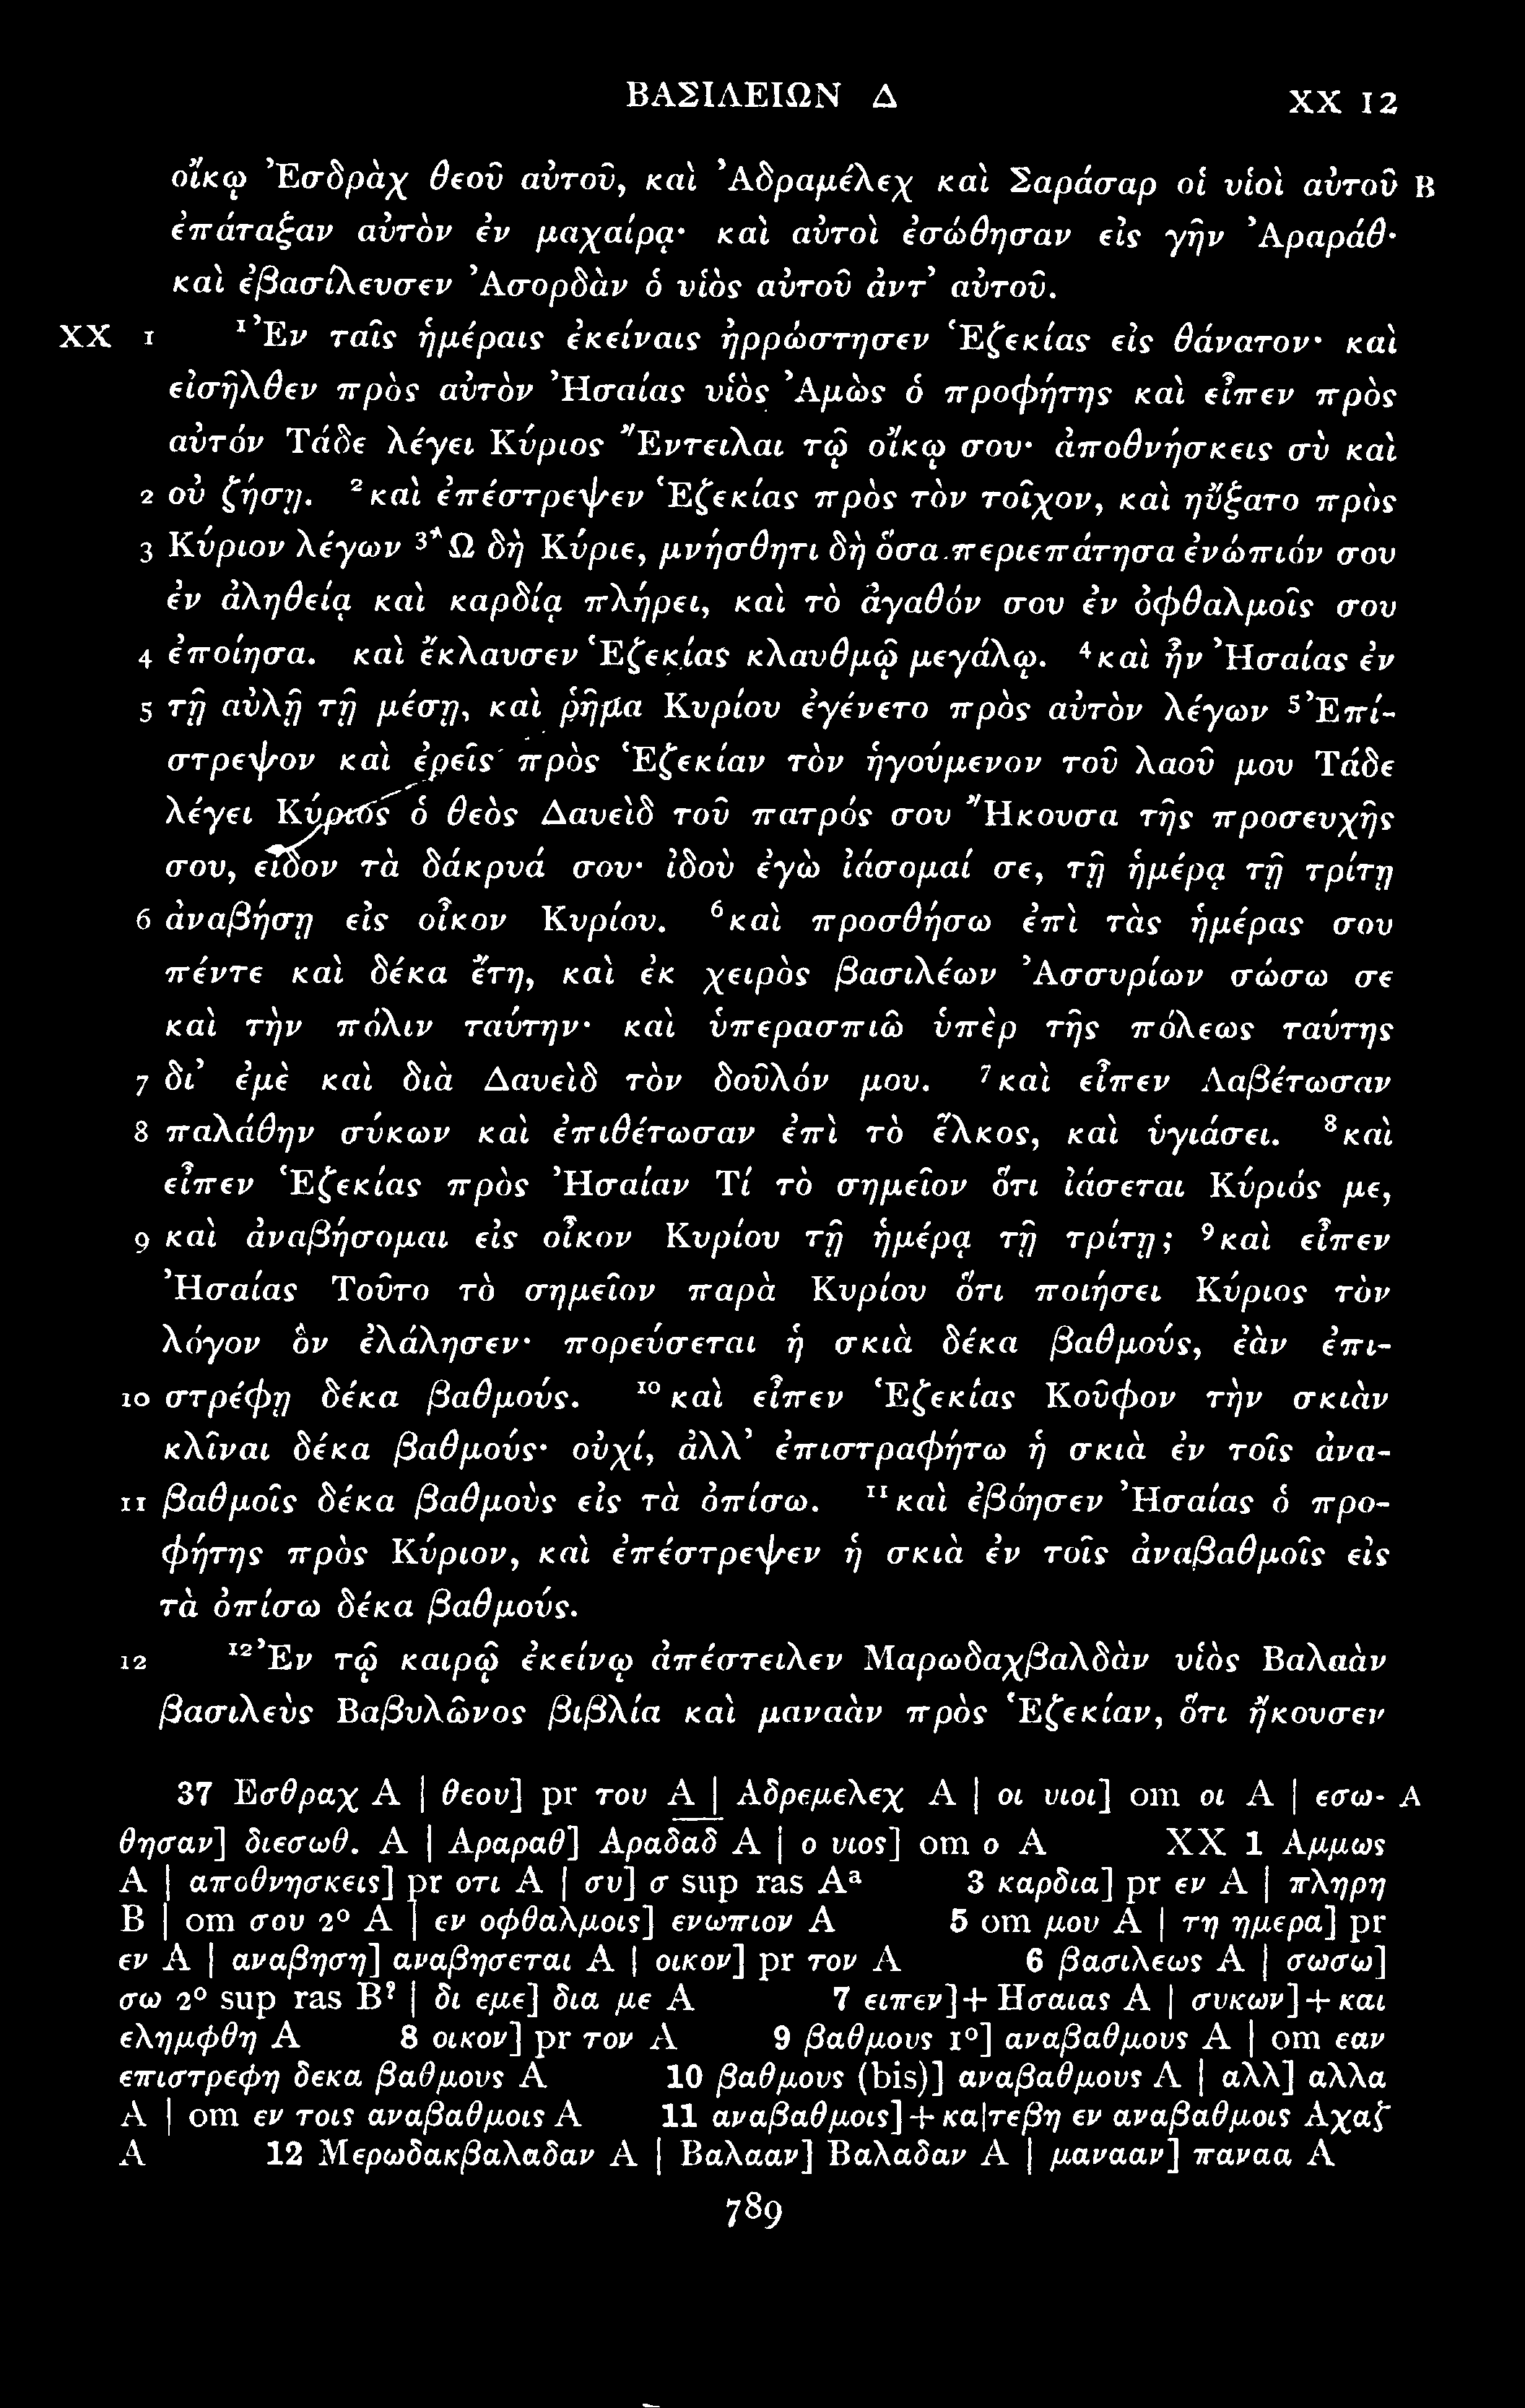 ΒΑΣΙΛΕΙΩΝ Δ XX 12
οἴκῳ Ἐσδρὰχ θεοῦ αὐτοῦ, καὶ Ἀδραμέλεχ καὶ Σαράσαρ οἱ υἱοὶ αὐτοῦ B
ἐπάταξαν αὐτὸν ἐν μαχαίρᾳ· καὶ αὐτοὶ ἐσώθησαν εἰς γῆν Ἀραράθ·
καὶ ἐβασίλευσεν Ἀσορδὰν ὁ υἱὸς αὐτοῦ ἀντ’ αὐτοῦ.
XX 1 ¹Ἐν ταῖς ἡμέραις ἐκείναις ἠρρώστησεν Ἑζεκίας εἰς θάνατον· καὶ
εἰσῆλθεν πρὸς αὐτὸν Ἠσαίας υἱὸς Ἀμὼς ὁ προφήτης καὶ εἶπεν πρὸς
αὐτόν Τάδε λέγει Κύριος Ἔντειλαι τῷ οἴκῳ σου· ἀποθνήσκεις σὺ καὶ
2 οὐ ζήσῃ. ²καὶ ἐπέστρεψεν Ἑζεκίας πρὸς τὸν τοῖχον, καὶ ηὔξατο πρὸς
3 Κύριον λέγων ³Ὦ δὴ Κύριε, μνήσθητι δὴ ὅσα περιεπάτησα ἐνώπιόν σου
ἐν ἀληθείᾳ καὶ καρδίᾳ πλήρει, καὶ τὸ ἀγαθόν σου ἐν ὀφθαλμοῖς σου
4 ἐποίησα. καὶ ἔκλαυσεν Ἑζεκίας κλαυθμῷ μεγάλῳ. ⁴καὶ ἦν Ἠσαίας ἐν
5 τῇ αὐλῇ τῇ μέσῃ, καὶ ῥῆμα Κυρίου ἐγένετο πρὸς αὐτὸν λέγων ⁵Ἐπί-
στρεψον καὶ ἐρεῖς πρὸς Ἑζεκίαν τὸν ἡγούμενον τοῦ λαοῦ μου Τάδε
λέγει Κύριος ὁ θεὸς Δαυεὶδ τοῦ πατρός σου Ἤκουσα τῆς προσευχῆς
σου, εἶδον τὰ δάκρυά σου· ἰδοὺ ἐγὼ ἰάσομαί σε, τῇ ἡμέρᾳ τῇ τρίτῃ
6 ἀναβήσῃ εἰς οἶκον Κυρίου. ⁶καὶ προσθήσω ἐπὶ τὰς ἡμέρας σου
πέντε καὶ δέκα ἔτη, καὶ ἐκ χειρὸς βασιλέων Ἀσσυρίων σώσω σε
καὶ τὴν πόλιν ταύτην· καὶ ὑπερασπιῶ ὑπὲρ τῆς πόλεως ταύτης
7 δι’ ἐμὲ καὶ διὰ Δαυεὶδ τὸν δοῦλόν μου. ⁷καὶ εἶπεν Λαβέτωσαν
8 παλάθην σύκων καὶ ἐπιθέτωσαν ἐπὶ τὸ ἕλκος, καὶ ὑγιάσει. ⁸καὶ
εἶπεν Ἑζεκίας πρὸς Ἠσαίαν Τί τὸ σημεῖον ὅτι ἰάσεται Κύριός με,
9 καὶ ἀναβήσομαι εἰς οἶκον Κυρίου τῇ ἡμέρᾳ τῇ τρίτῃ; ⁹καὶ εἶπεν
Ἠσαίας Τοῦτο τὸ σημεῖον παρὰ Κυρίου ὅτι ποιήσει Κύριος τὸν
λόγον ὃν ἐλάλησεν· πορεύσεται ἡ σκιὰ δέκα βαθμούς, ἐὰν ἐπι-
10 στρέφῃ δέκα βαθμούς. ¹⁰καὶ εἶπεν Ἑζεκίας Κοῦφον τὴν σκιὰν
κλῖναι δέκα βαθμούς· οὐχί, ἀλλ’ ἐπιστραφήτω ἡ σκιὰ ἐν τοῖς ἀνα-
11 βαθμοῖς δέκα βαθμοὺς εἰς τὰ ὀπίσω. ¹¹καὶ ἐβόησεν Ἠσαίας ὁ προ-
φήτης πρὸς Κύριον, καὶ ἐπέστρεψεν ἡ σκιὰ ἐν τοῖς ἀναβαθμοῖς εἰς
τὰ ὀπίσω δέκα βαθμούς.
12 ¹²Ἐν τῷ καιρῷ ἐκείνῳ ἀπέστειλεν Μαρωδαχβαλδὰν υἱὸς Βαλαὰν
βασιλεὺς Βαβυλῶνος βιβλία καὶ μαναὰν πρὸς Ἑζεκίαν, ὅτι ἤκουσεν
37 Εσθραχ A | θεου] pr του A | Αδρεμελεχ A | οι υιοι] om οι A | εσω- A
θησαν] διεσωθ. A | Αραραθ] Αραδαδ A | ο υιος] om ο A XX 1 Αμμως
A | αποθνησκεις] pr οτι A | συ] σ sup ras Aᵃ 3 καρδια] pr εν A | πληρη
B | om σου 2° A | εν οφθαλμοις] ενωπιον A 5 om μου A | τη ημερα] pr
εν A | αναβηση] αναβησεται A | οικον] pr τον A 6 βασιλεως A | σωσω]
σω 2° sup ras B? | δι εμε] δια με A 7 ειπεν]+ Ησαιας A | συκων]+και
ελημφθη A 8 οικον] pr τον A 9 βαθμους 1°] αναβαθμους A | om εαν
επιστρεφη δεκα βαθμους A 10 βαθμους (bis)] αναβαθμους A | αλλ] αλλα
A | om εν τοις αναβαθμοις A 11 αναβαθμοις]+κα|τεβη εν αναβαθμοις Αχαζ
A 12 Μερωδακβαλαδαν A | Βαλααν] Βαλαδαν A | μανααν] παναα A
789